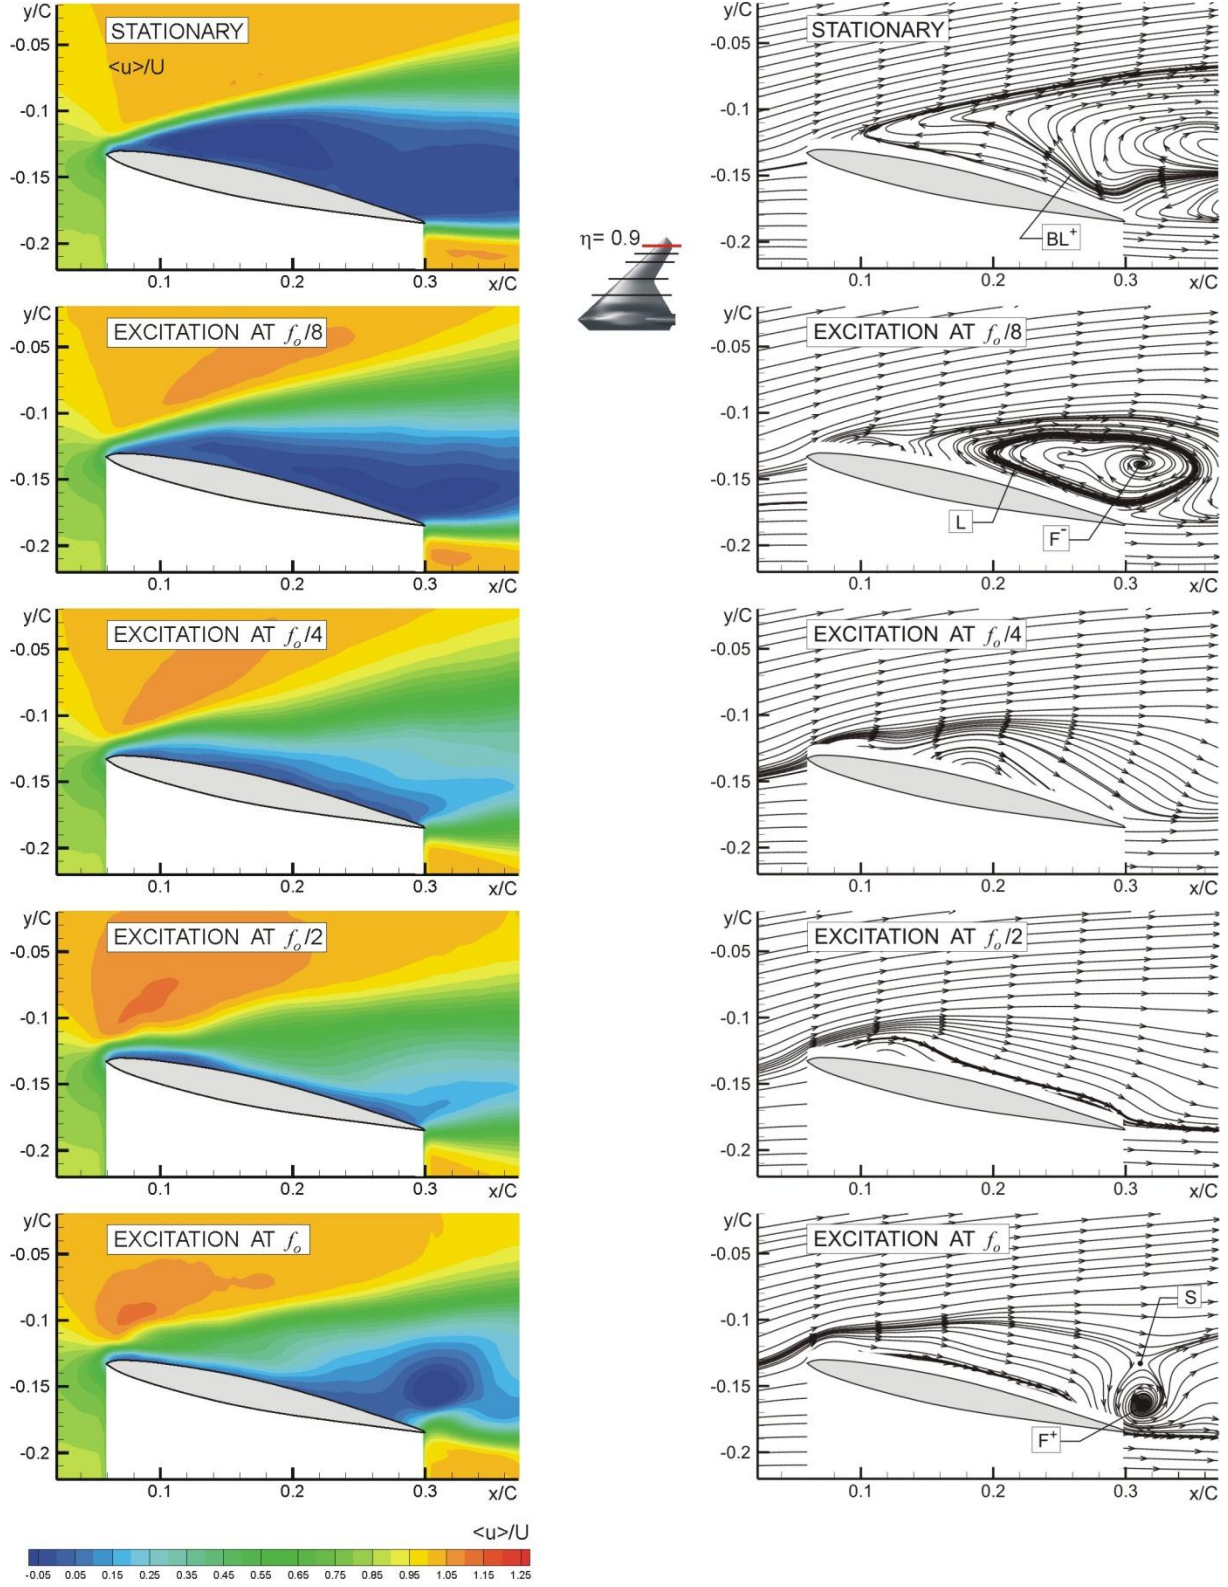 y/C
STATIONARY
<u>/U
-0.05
-0.1
-0.15
-0.2
0.1
0.2
0.3
x/C
y/C
STATIONARY
-0.05
-0.1
-0.15
-0.2
BL+
0.1
0.2
0.3
x/C
η= 0.9
y/C
EXCITATION AT fo/8
-0.05
-0.1
-0.15
-0.2
0.1
0.2
0.3
x/C
y/C
EXCITATION AT fo/8
-0.05
-0.1
-0.15
-0.2
L
F-
0.1
0.2
0.3
x/C
y/C
EXCITATION AT fo/4
-0.05
-0.1
-0.15
-0.2
0.1
0.2
0.3
x/C
y/C
EXCITATION AT fo/4
-0.05
-0.1
-0.15
-0.2
0.1
0.2
0.3
x/C
y/C
EXCITATION AT fo/2
-0.05
-0.1
-0.15
-0.2
0.1
0.2
0.3
x/C
y/C
EXCITATION AT fo/2
-0.05
-0.1
-0.15
-0.2
0.1
0.2
0.3
x/C
y/C
EXCITATION AT fo
-0.05
-0.1
-0.15
-0.2
0.1
0.2
0.3
x/C
y/C
EXCITATION AT fo
-0.05
S
-0.1
-0.15
F+
-0.2
0.1
0.2
0.3
x/C
<u>/U
-0.05 0.05 0.15 0.25 0.35 0.45 0.55 0.65 0.75 0.85 0.95 1.05 1.15 1.25